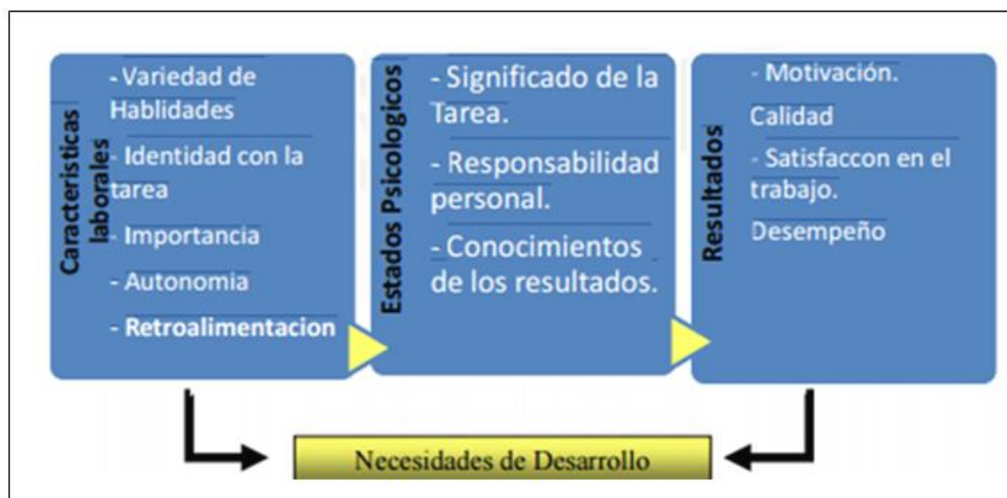 Caracteristicas
laborales
- Variedad de
Hablidades
- Identidad con la
tarea
- Importancia
- Autonomia
- Retroalimentacion
Estados Psicologicos
- Significado de la
Tarea.
- Responsabilidad
personal.
- Conocimientos
de los resultados.
Resultados
- Motivación.
Calidad
- Satisfaccon en el
trabajo.
Desempeño
Necesidades de Desarrollo